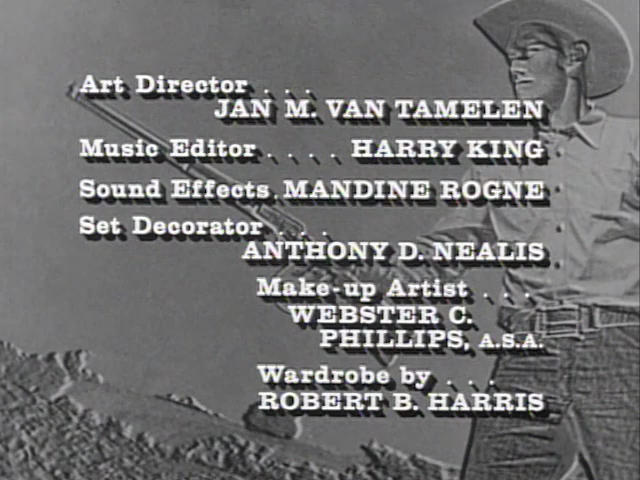 Art Director . . .
JAN M. VAN TAMELEN
Music Editor . . . . HARRY KING
Sound Effects. MANDINE ROGNE
Set Decorator . . .
ANTHONY D. NEALIS
Make-up Artist . . .
WEBSTER C.
PHILLIPS, A.S.A.
Wardrobe by . . .
ROBERT B. HARRIS